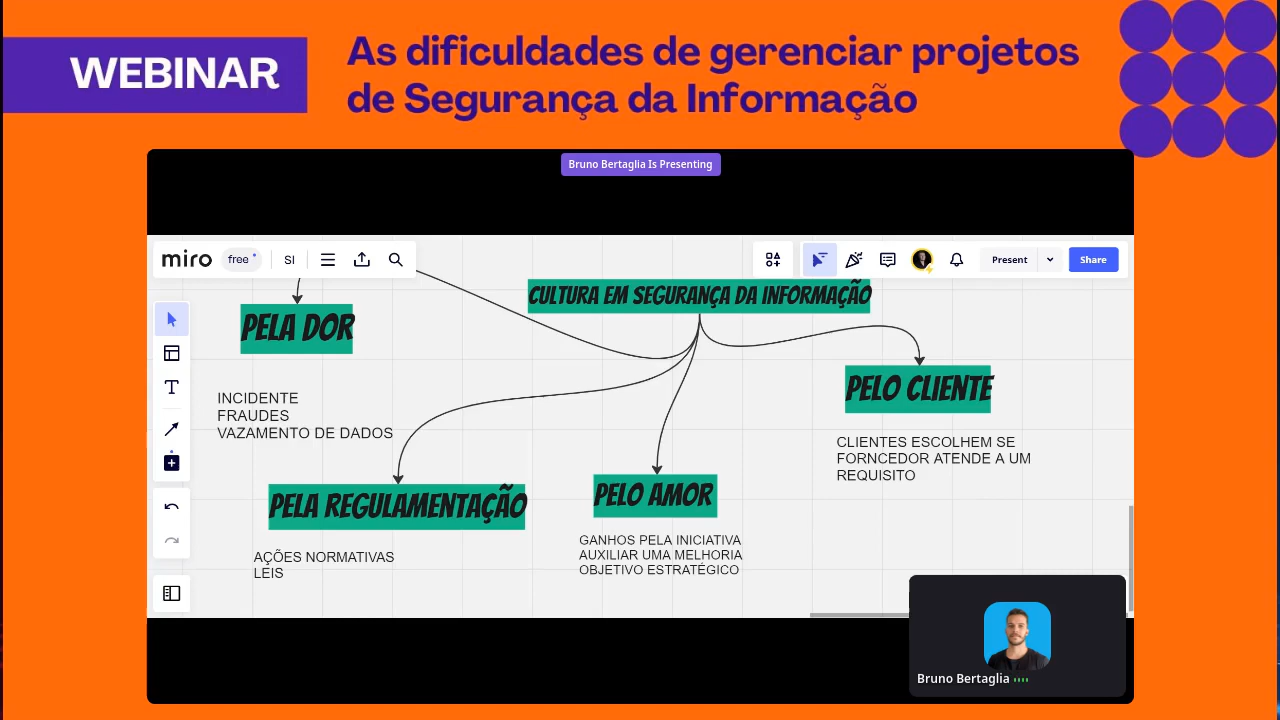 WEBINAR
As dificuldades de gerenciar projetos
de Segurança da Informação
Bruno Bertaglia Is Presenting
miro
free
SI
Present
Share
CULTURA EM SEGURANÇA DA INFORMAÇÃO
PELA DOR
INCIDENTE
FRAUDES
VAZAMENTO DE DADOS
PELO CLIENTE
CLIENTES ESCOLHEM SE
FORNCEDOR ATENDE A UM
REQUISITO
PELA REGULAMENTAÇÃO
AÇÕES NORMATIVAS
LEIS
PELO AMOR
GANHOS PELA INICIATIVA
AUXILIAR UMA MELHORIA
OBJETIVO ESTRATÉGICO
Bruno Bertaglia